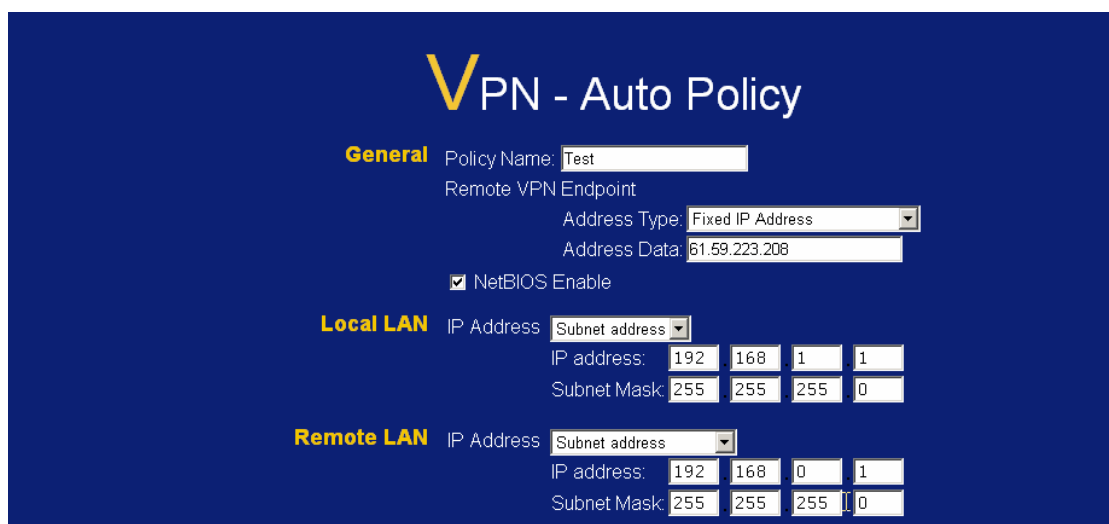 VPN - Auto Policy
General Policy Name: Test
Remote VPN Endpoint
Address Type: Fixed IP Address
Address Data: 61.59.223.208
NetBIOS Enable
Local LAN IP Address Subnet address
IP address: 192 . 168 . 1 . 1
Subnet Mask: 255 . 255 . 255 . 0
Remote LAN IP Address Subnet address
IP address: 192 . 168 . 0 . 1
Subnet Mask: 255 . 255 . 255 . 0